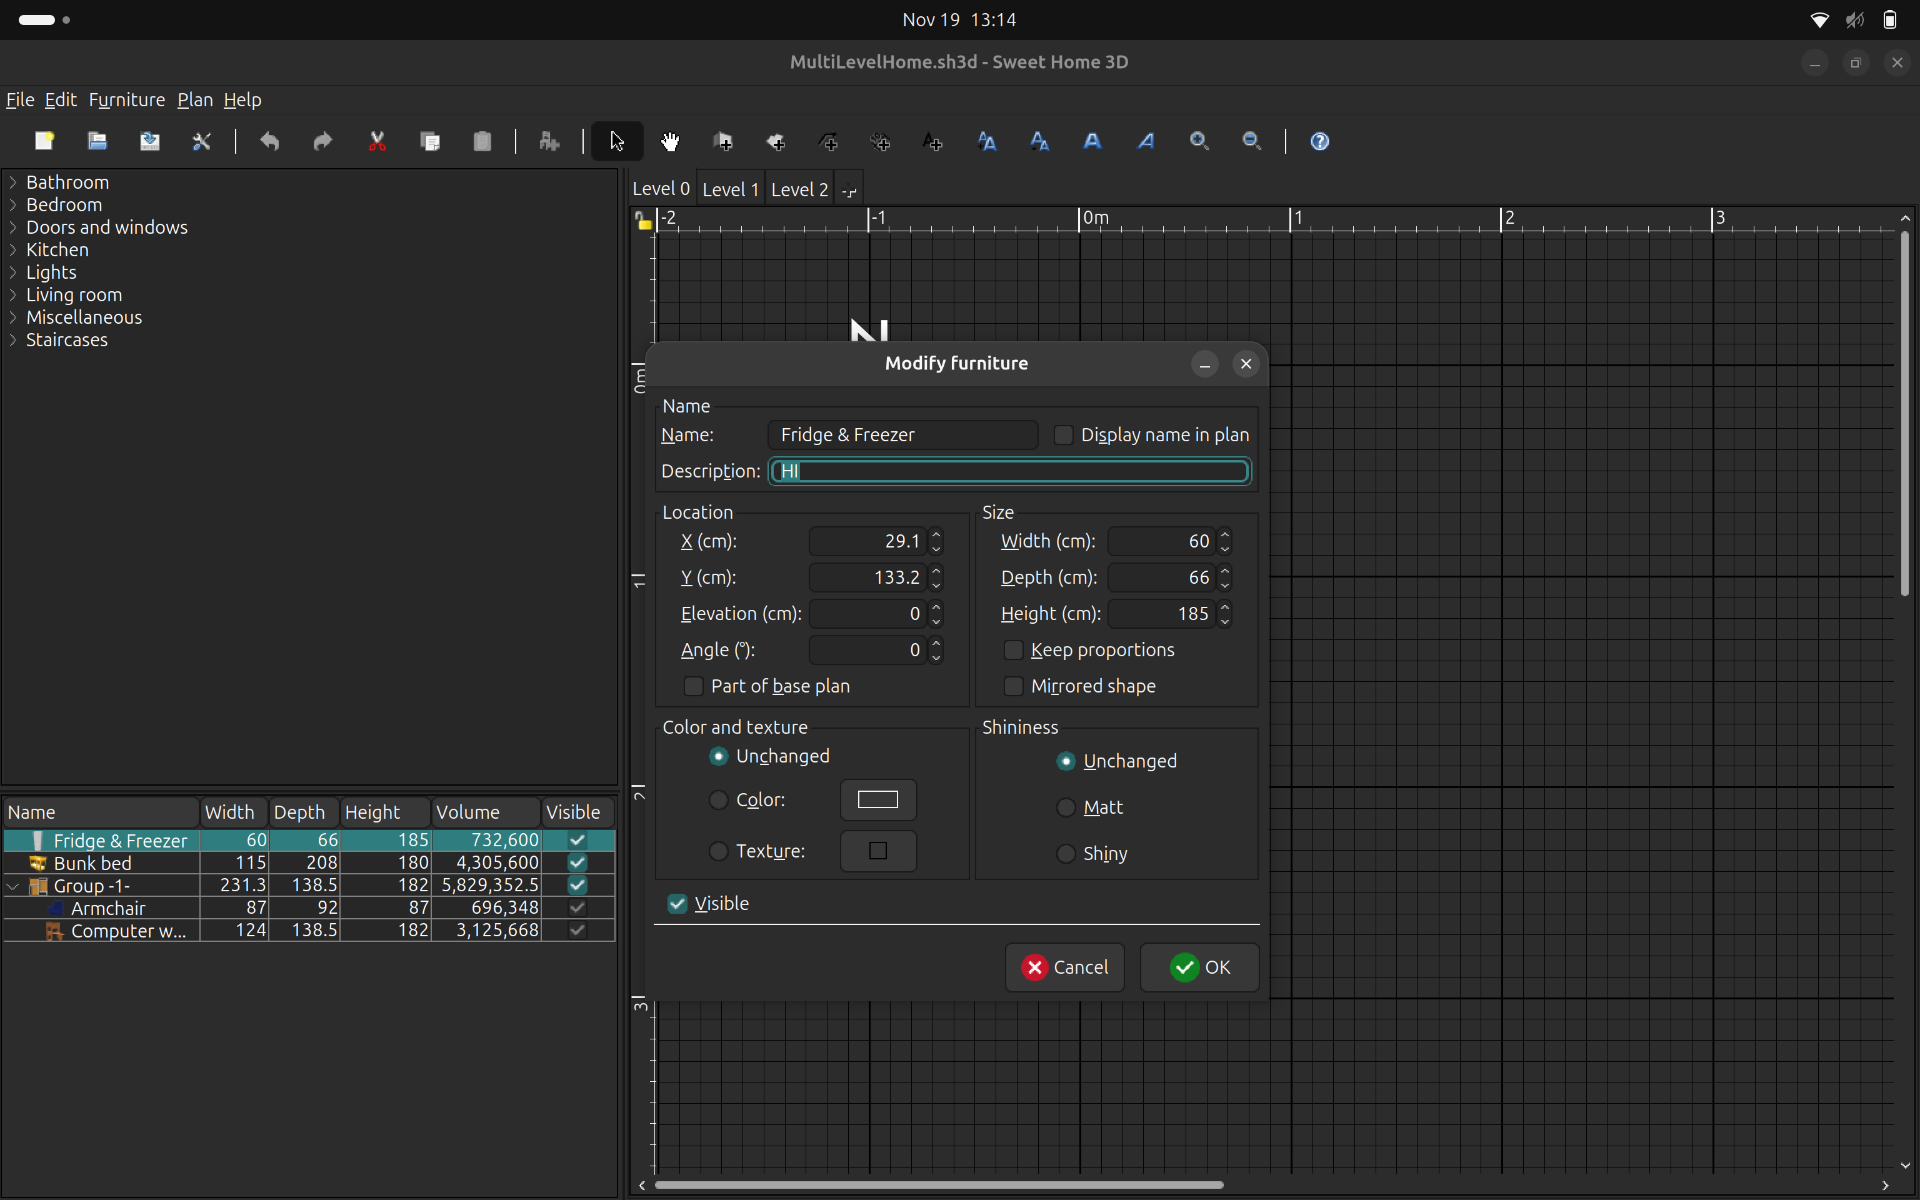 Nov 19 13:14
MultiLevelHome.sh3d - Sweet Home 3D
File Edit Furniture Plan Help
Bathroom
Bedroom
Doors and windows
Kitchen
Lights
Living room
Miscellaneous
Staircases
Level 0 Level 1 Level 2
-2 -1 0m 1 2 3
0m
1
2
3
N
Modify furniture
Name
Name: Fridge & Freezer Display name in plan
Description: HI
Location
X (cm): 29.1
Y (cm): 133.2
Elevation (cm): 0
Angle (°): 0
Part of base plan
Size
Width (cm): 60
Depth (cm): 66
Height (cm): 185
Keep proportions
Mirrored shape
Color and texture
Unchanged
Color:
Texture:
Shininess
Unchanged
Matt
Shiny
Visible
Cancel OK
Name Width Depth Height Volume Visible
Fridge & Freezer 60 66 185 732,600
Bunk bed 115 208 180 4,305,600
Group -1- 231.3 138.5 182 5,829,352.5
Armchair 87 92 87 696,348
Computer w... 124 138.5 182 3,125,668